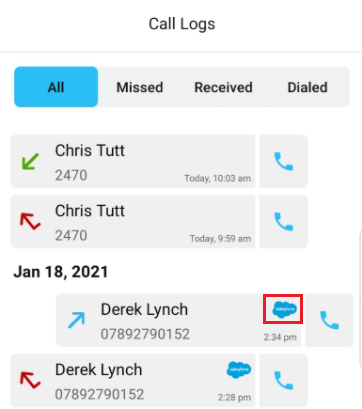 Call Logs
All Missed Received Dialed
Chris Tutt
2470
Today, 10:03 am
Chris Tutt
2470
Today, 9:59 am
Jan 18, 2021
Derek Lynch
salesforce
07892790152
2:34 pm
Derek Lynch
salesforce
07892790152
2:28 pm